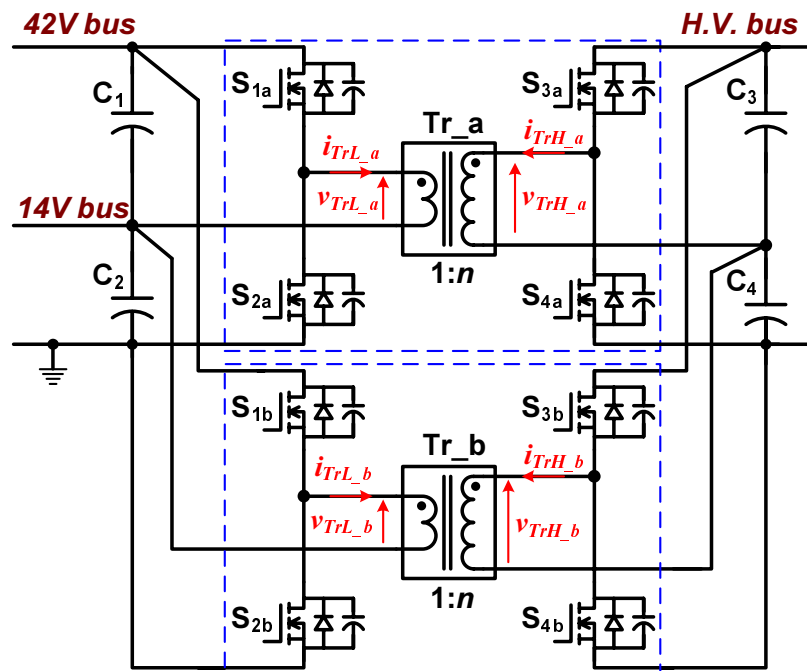 42V bus
H.V. bus
C1
S1a
S3a
C3
Tr_a
iTrL_a
iTrH_a
vTrL_a
vTrH_a
14V bus
C2
S2a
1:n
S4a
C4
S1b
S3b
Tr_b
iTrL_b
iTrH_b
vTrL_b
vTrH_b
1:n
S2b
S4b